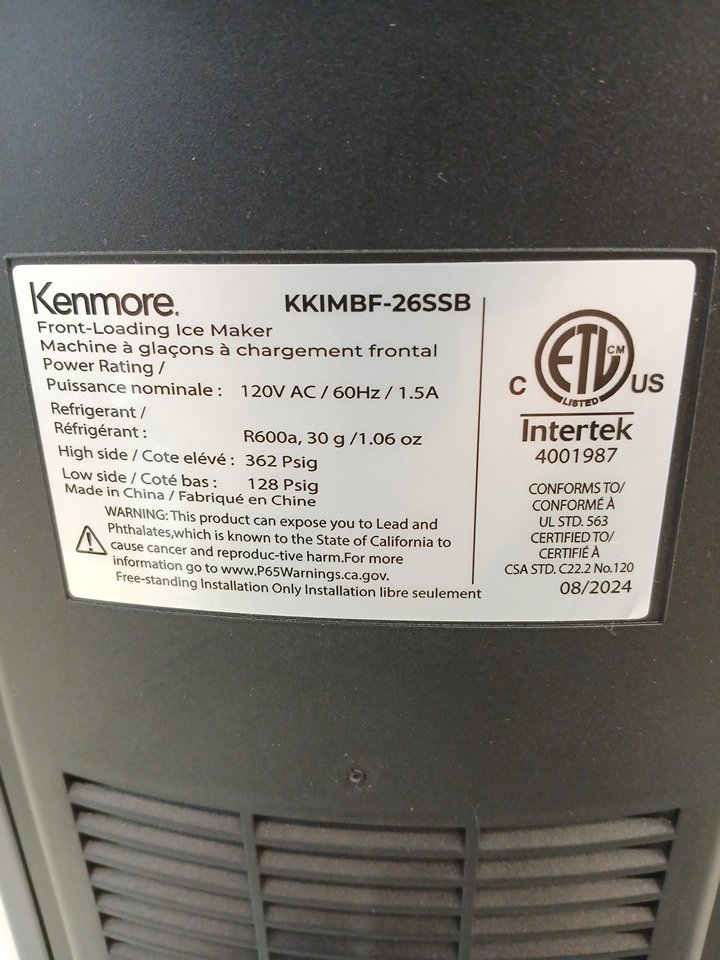 Kenmore. KKIMBF-26SSB
Front-Loading Ice Maker
Machine à glaçons à chargement frontal
Power Rating /
Puissance nominale : 120V AC / 60Hz / 1.5A
Refrigerant /
Réfrigérant : R600a, 30 g /1.06 oz
High side / Cote elévé : 362 Psig
Low side / Coté bas : 128 Psig
Made in China / Fabriqué en Chine
WARNING: This product can expose you to Lead and
Phthalates,which is known to the State of California to
cause cancer and reproduc-tive harm.For more
information go to www.P65Warnings.ca.gov.
Free-standing Installation Only Installation libre seulement
ETL CM
C US
LISTED
Intertek
4001987
CONFORMS TO/
CONFORMÉ À
UL STD. 563
CERTIFIED TO/
CERTIFIÉ À
CSA STD. C22.2 No.120
08/2024